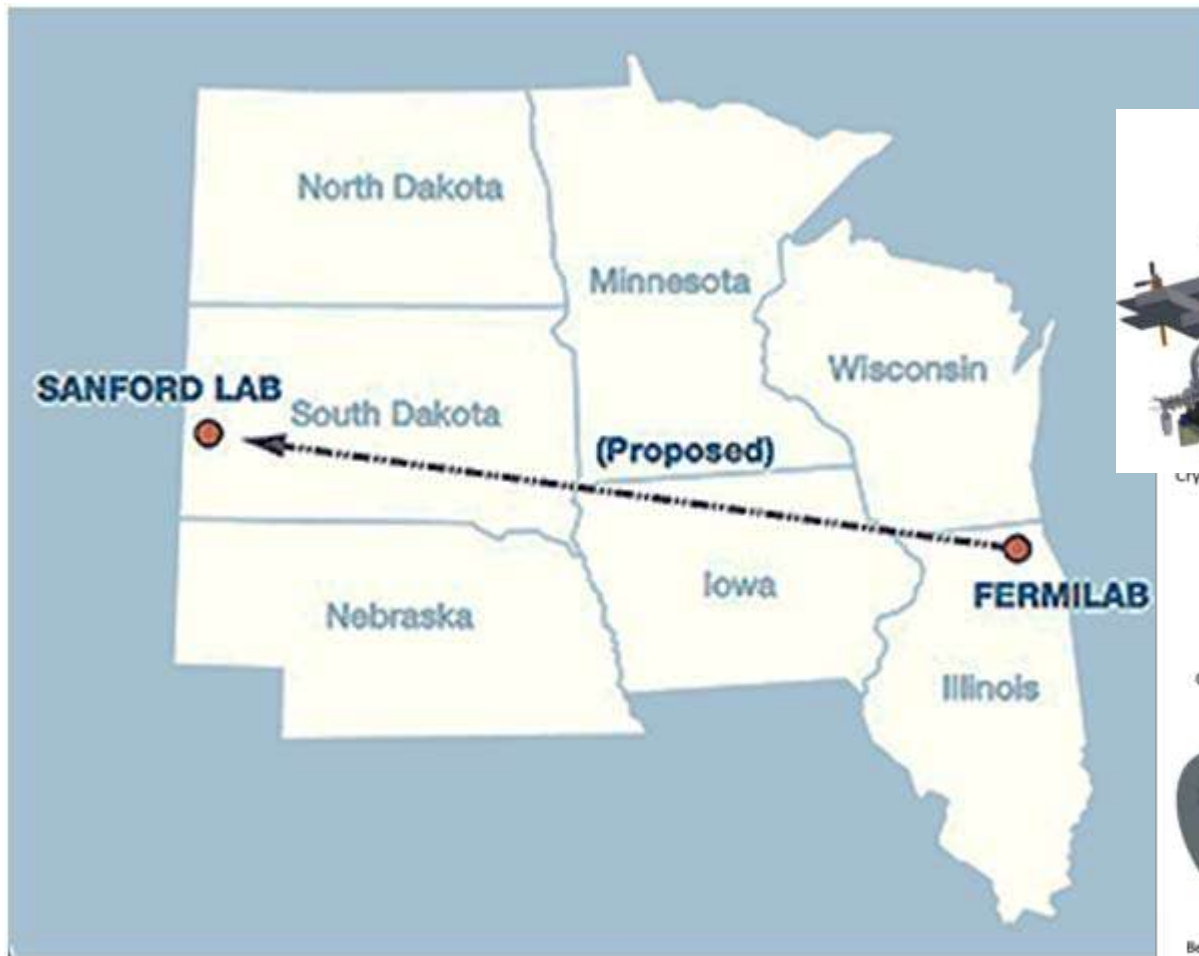 North Dakota
Minnesota
Wisconsin
SANFORD LAB
South Dakota
(Proposed)
Iowa
FERMILAB
Nebraska
Illinois